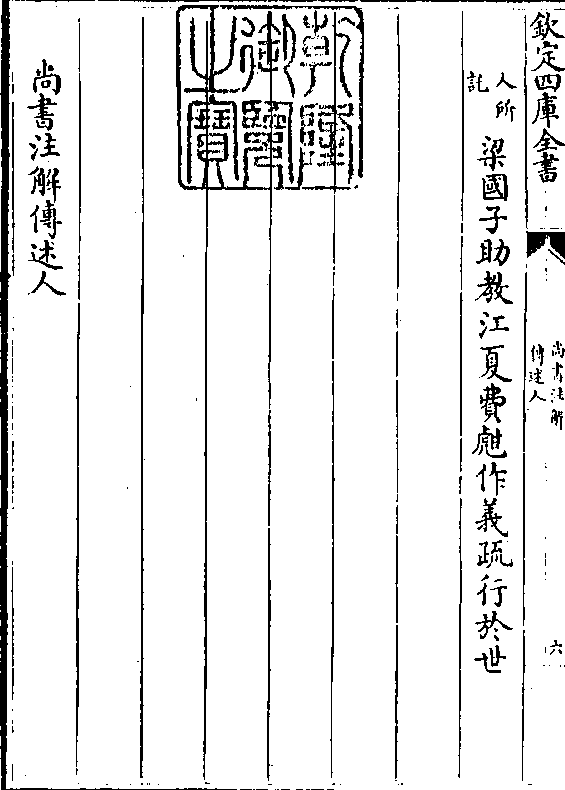 欽定四庫全書
尚書注解
傳述人
六
人所
託
梁國子助教江夏費甝作義疏行於世
乾隆
御覽
之寶
尚書注解傳述人